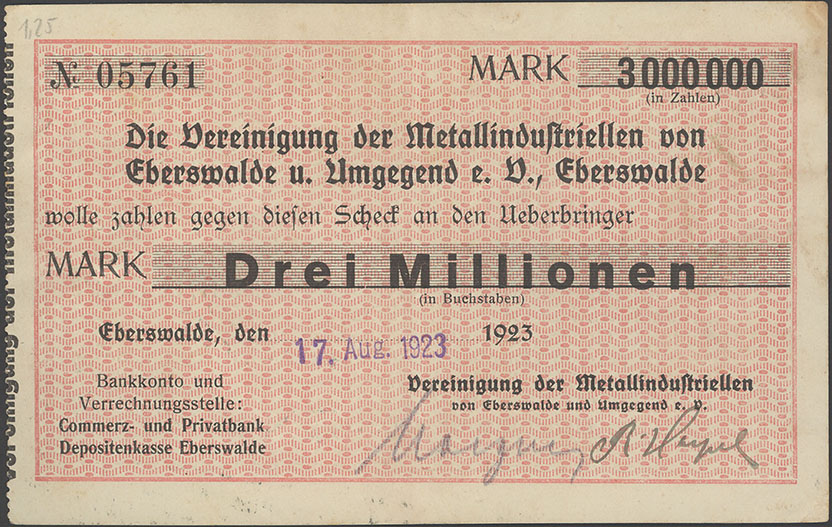 1,25
№ 05761
MARK 3000000
(in Zahlen)
Die Vereinigung der Metallindustriellen von
Eberswalde u. Umgegend e. V., Eberswalde
wolle zahlen gegen diesen Scheck an den Ueberbringer
MARK Drei Millionen
(in Buchstaben)
Eberswalde, den 17. Aug. 1923 1923
Bankkonto und
Verrechnungsstelle:
Commerz- und Privatbank
Depositenkasse Eberswalde
Vereinigung der Metallindustriellen
von Eberswalde und Umgegend e. V.